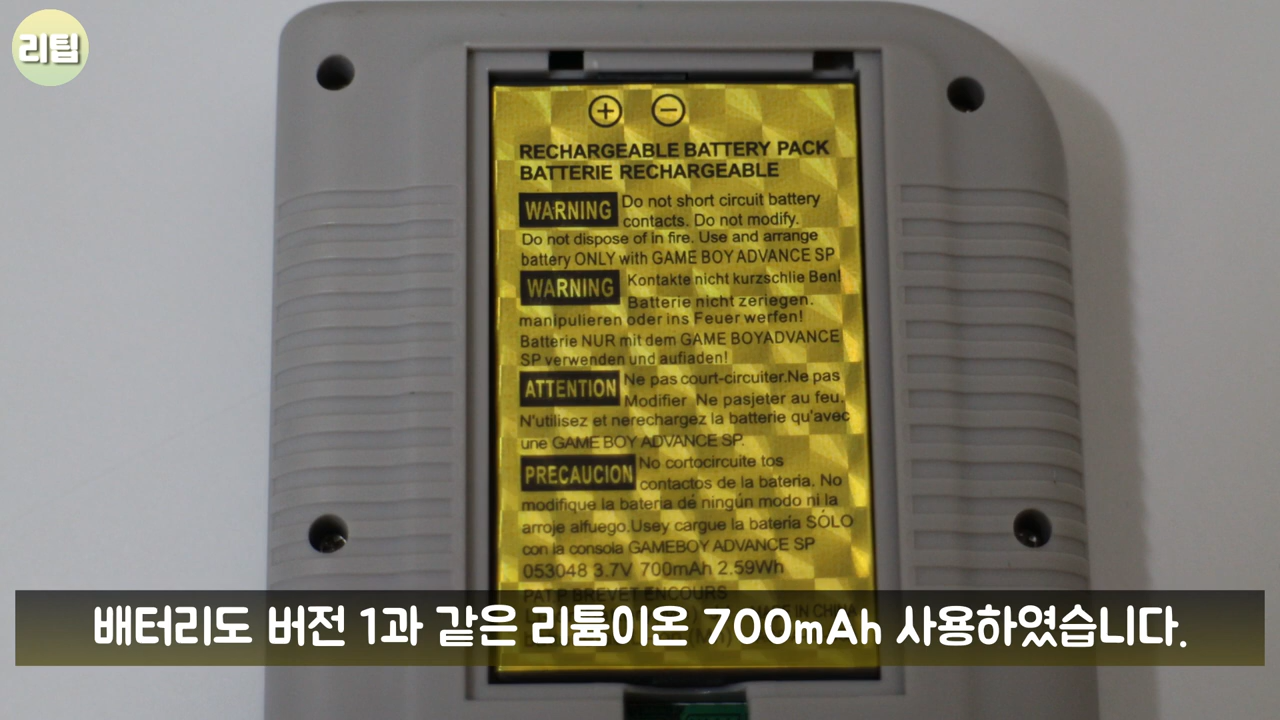 리팁
+ −
RECHARGEABLE BATTERY PACK
BATTERIE RECHARGEABLE
WARNING Do not short circuit battery
contacts. Do not modify.
Do not dispose of in fire. Use and arrange
battery ONLY with GAME BOY ADVANCE SP
WARNING Kontakte nicht kurzschlie Ben!
Batterie nicht zeriegen.
manipulieren oder ins Feuer werfen!
Batterie NUR mit dem GAME BOYADVANCE
SP verwenden und aufiaden!
ATTENTION Ne pas court-circuiter.Ne pas
Modifier Ne pasjeter au feu.
N'utilisez et nerechargez la batterie qu'avec
une GAME BOY ADVANCE SP.
PRECAUCION No cortocircuite tos
contactos de la bateria. No
modifique la bateria de ningún modo ni la
arroje alfuego.Usey cargue la batería SÓLO
con ia consola GAMEBOY ADVANCE SP
053048 3.7V 700mAh 2.59Wh
PAT P BREVET ENCOURS
IN CHINA
배터리도 버전 1과 같은 리튬이온 700mAh 사용하였습니다.